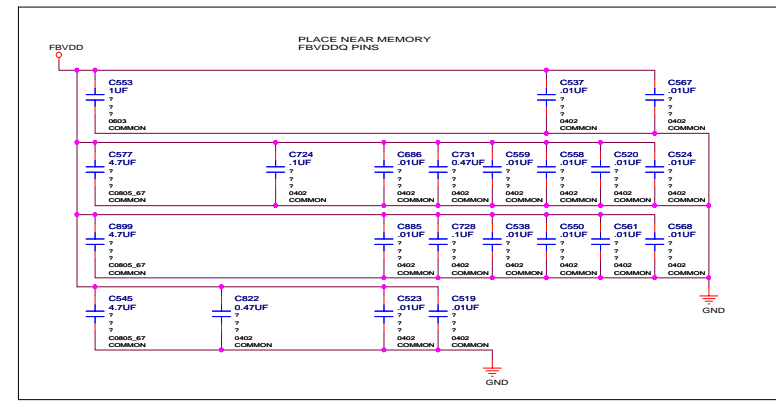 PLACE NEAR MEMORY
FBVDDQ PINS
FBVDD
C553
1UF
?
?
?
0603
COMMON
C537
.01UF
?
?
?
0402
COMMON
C567
.01UF
?
?
?
0402
COMMON
C577
4.7UF
?
?
?
C0805_67
COMMON
C724
.1UF
?
?
?
0402
COMMON
C686
.01UF
?
?
?
0402
COMMON
C731
0.47UF
?
?
?
0402
COMMON
C559
.01UF
?
?
?
0402
COMMON
C558
.01UF
?
?
?
0402
COMMON
C520
.01UF
?
?
?
0402
COMMON
C524
.01UF
?
?
?
0402
COMMON
C899
4.7UF
?
?
?
C0805_67
COMMON
C885
.01UF
?
?
?
0402
COMMON
C728
.1UF
?
?
?
0402
COMMON
C538
.01UF
?
?
?
0402
COMMON
C550
.01UF
?
?
?
0402
COMMON
C561
.01UF
?
?
?
0402
COMMON
C568
.01UF
?
?
?
0402
COMMON
C545
4.7UF
?
?
?
C0805_67
COMMON
C822
0.47UF
?
?
?
0402
COMMON
C523
.01UF
?
?
?
0402
COMMON
C519
.01UF
?
?
?
0402
COMMON
GND
GND